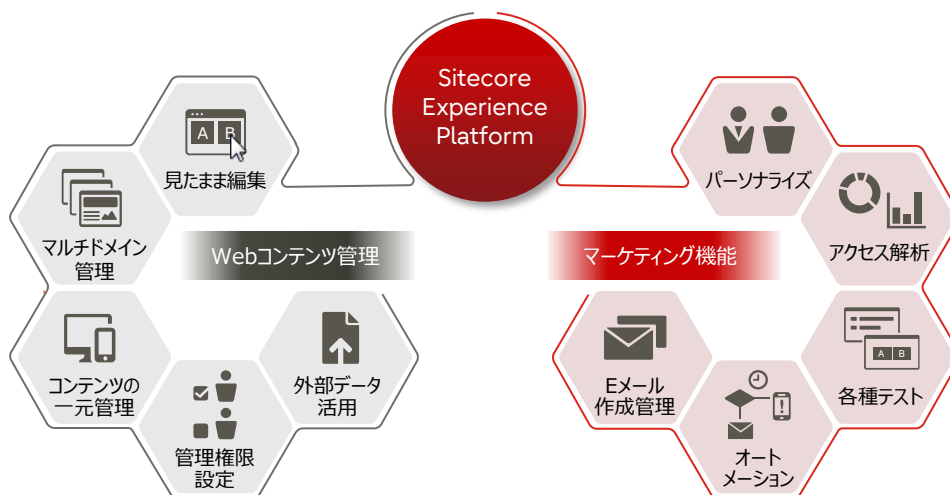 Sitecore
Experience
Platform
A B
見たまま編集
マルチドメイン
管理
Webコンテンツ管理
コンテンツの
一元管理
管理権限
設定
外部データ
活用
パーソナライズ
アクセス解析
マーケティング機能
A B
各種テスト
オート
メーション
Eメール
作成管理